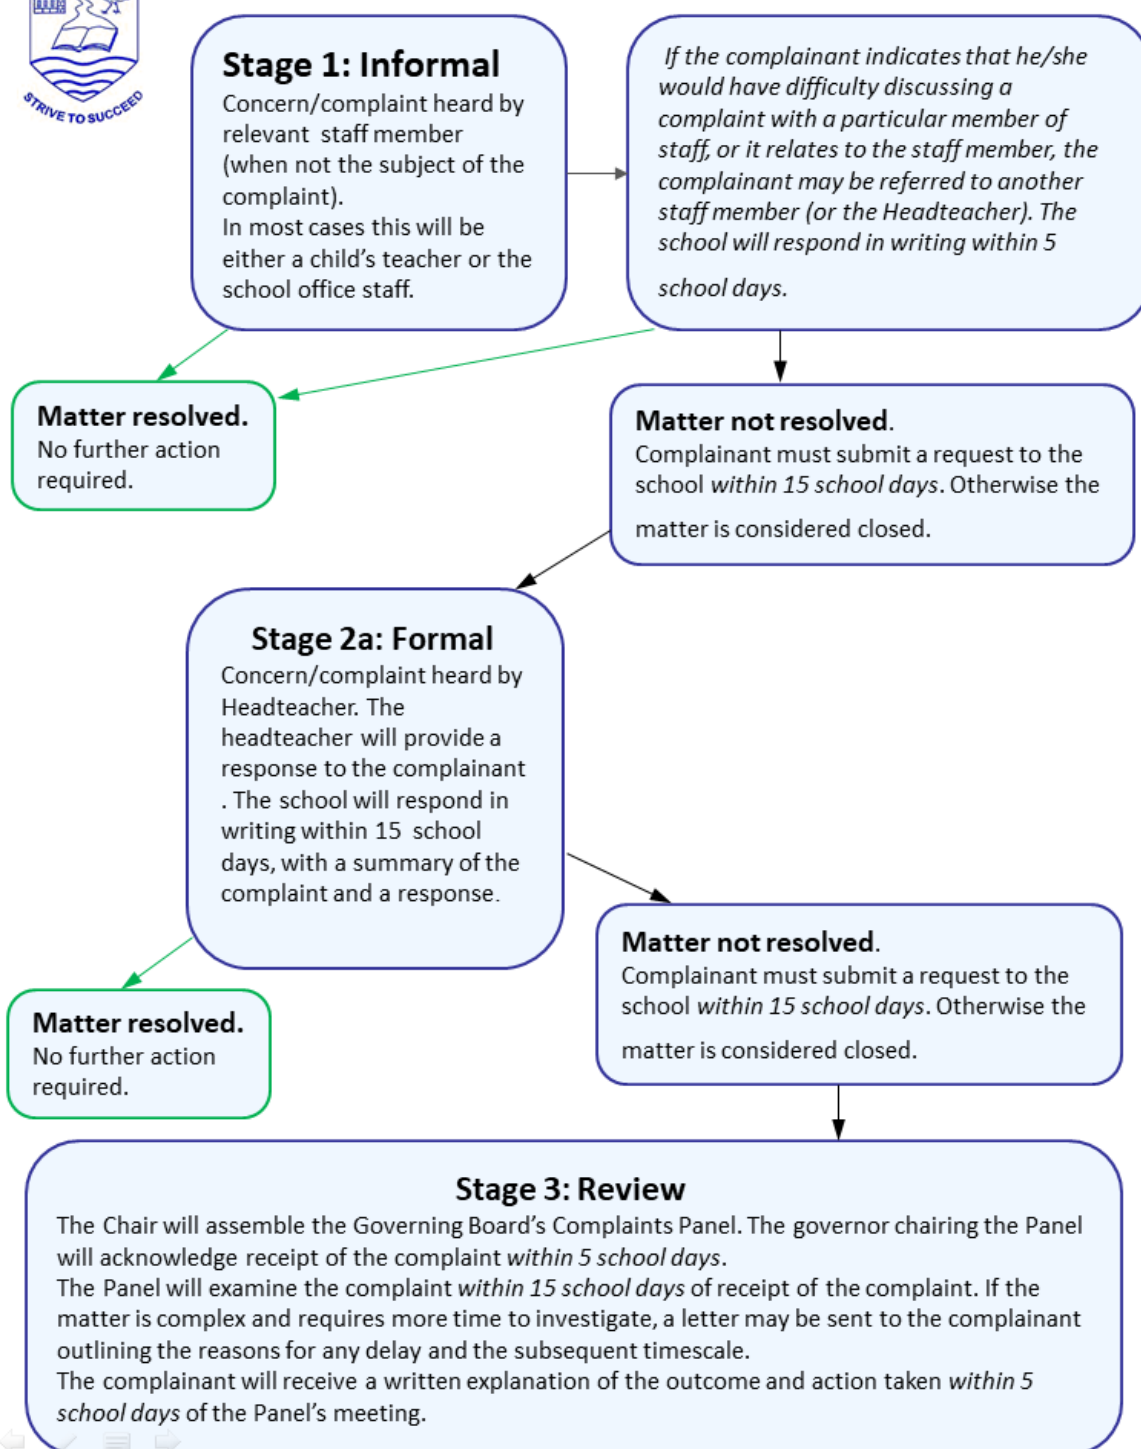 STRIVE TO SUCCEED
Stage 1: Informal
Concern/complaint heard by
relevant staff member
(when not the subject of the
complaint).
In most cases this will be
either a child's teacher or the
school office staff.
If the complainant indicates that he/she
would have difficulty discussing a
complaint with a particular member of
staff, or it relates to the staff member, the
complainant may be referred to another
staff member (or the Headteacher). The
school will respond in writing within 5
school days.
Matter resolved.
No further action
required.
Matter not resolved.
Complainant must submit a request to the
school within 15 school days. Otherwise the
matter is considered closed.
Stage 2a: Formal
Concern/complaint heard by
Headteacher. The
headteacher will provide a
response to the complainant
. The school will respond in
writing within 15 school
days, with a summary of the
complaint and a response.
Matter resolved.
No further action
required.
Matter not resolved.
Complainant must submit a request to the
school within 15 school days. Otherwise the
matter is considered closed.
Stage 3: Review
The Chair will assemble the Governing Board's Complaints Panel. The governor chairing the Panel
will acknowledge receipt of the complaint within 5 school days.
The Panel will examine the complaint within 15 school days of receipt of the complaint. If the
matter is complex and requires more time to investigate, a letter may be sent to the complainant
outlining the reasons for any delay and the subsequent timescale.
The complainant will receive a written explanation of the outcome and action taken within 5
school days of the Panel's meeting.